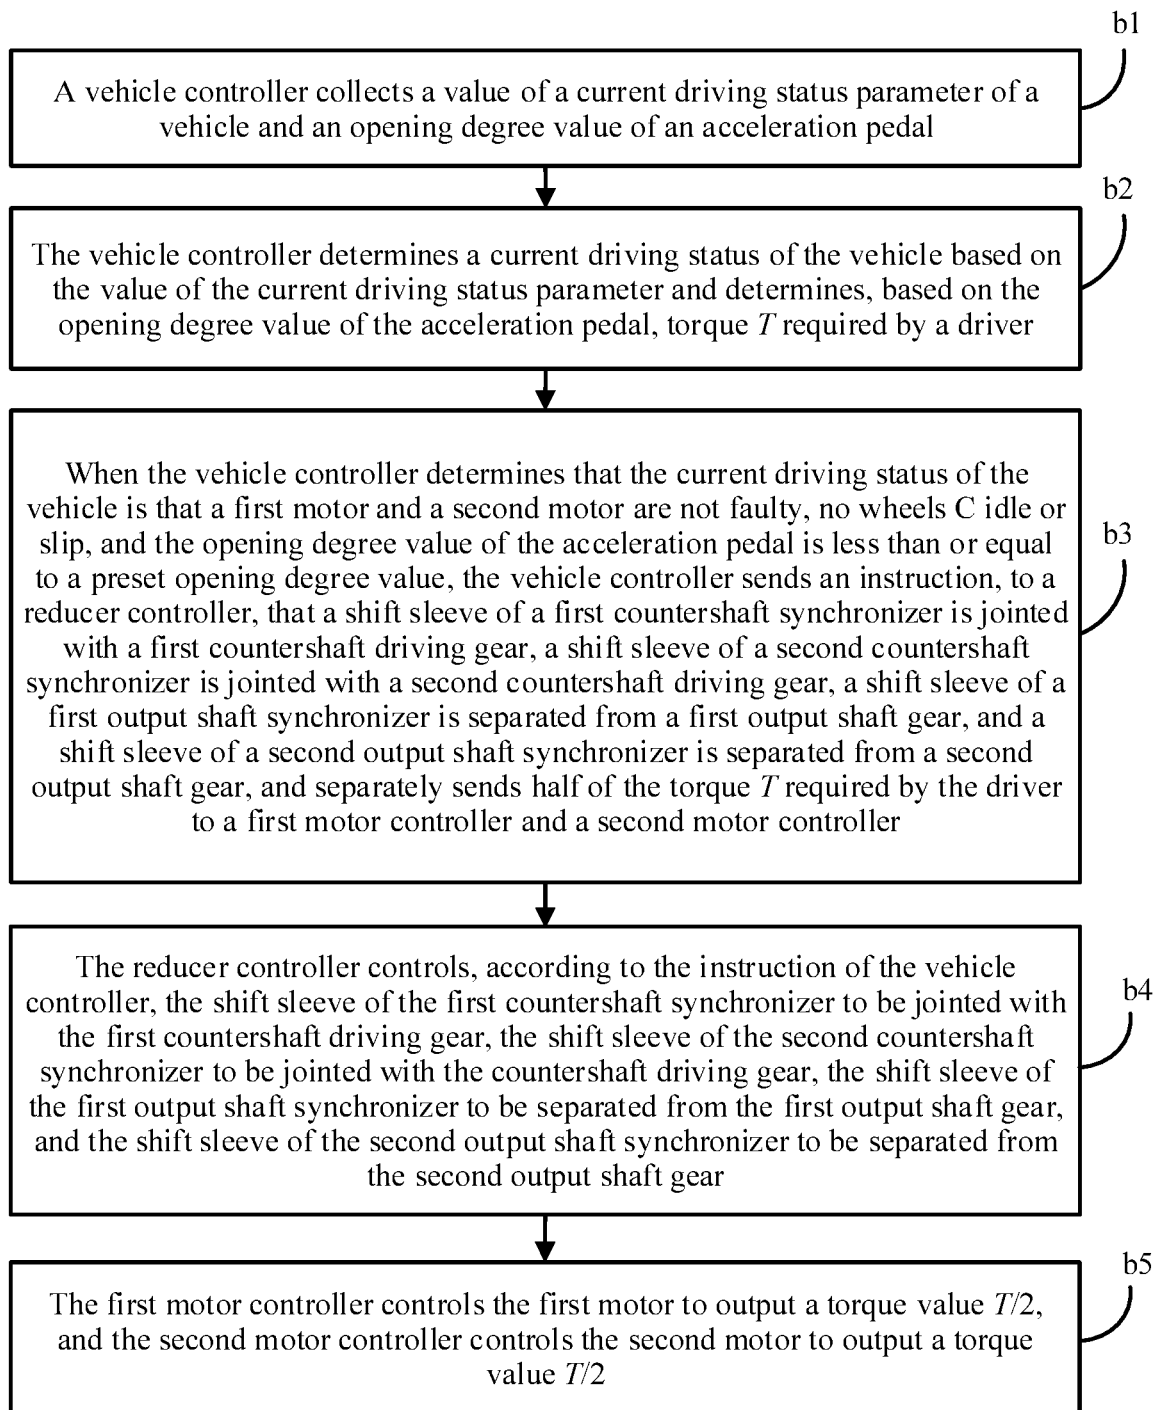 b1
A vehicle controller collects a value of a current driving status parameter of a
vehicle and an opening degree value of an acceleration pedal
b2
The vehicle controller determines a current driving status of the vehicle based on
the value of the current driving status parameter and determines, based on the
opening degree value of the acceleration pedal, torque T required by a driver
b3
When the vehicle controller determines that the current driving status of the
vehicle is that a first motor and a second motor are not faulty, no wheels C idle or
slip, and the opening degree value of the acceleration pedal is less than or equal
to a preset opening degree value, the vehicle controller sends an instruction, to a
reducer controller, that a shift sleeve of a first countershaft synchronizer is jointed
with a first countershaft driving gear, a shift sleeve of a second countershaft
synchronizer is jointed with a second countershaft driving gear, a shift sleeve of a
first output shaft synchronizer is separated from a first output shaft gear, and a
shift sleeve of a second output shaft synchronizer is separated from a second
output shaft gear, and separately sends half of the torque T required by the driver
to a first motor controller and a second motor controller
b4
The reducer controller controls, according to the instruction of the vehicle
controller, the shift sleeve of the first countershaft synchronizer to be jointed with
the first countershaft driving gear, the shift sleeve of the second countershaft
synchronizer to be jointed with the countershaft driving gear, the shift sleeve of
the first output shaft synchronizer to be separated from the first output shaft gear,
and the shift sleeve of the second output shaft synchronizer to be separated from
the second output shaft gear
b5
The first motor controller controls the first motor to output a torque value T/2,
and the second motor controller controls the second motor to output a torque
value T/2